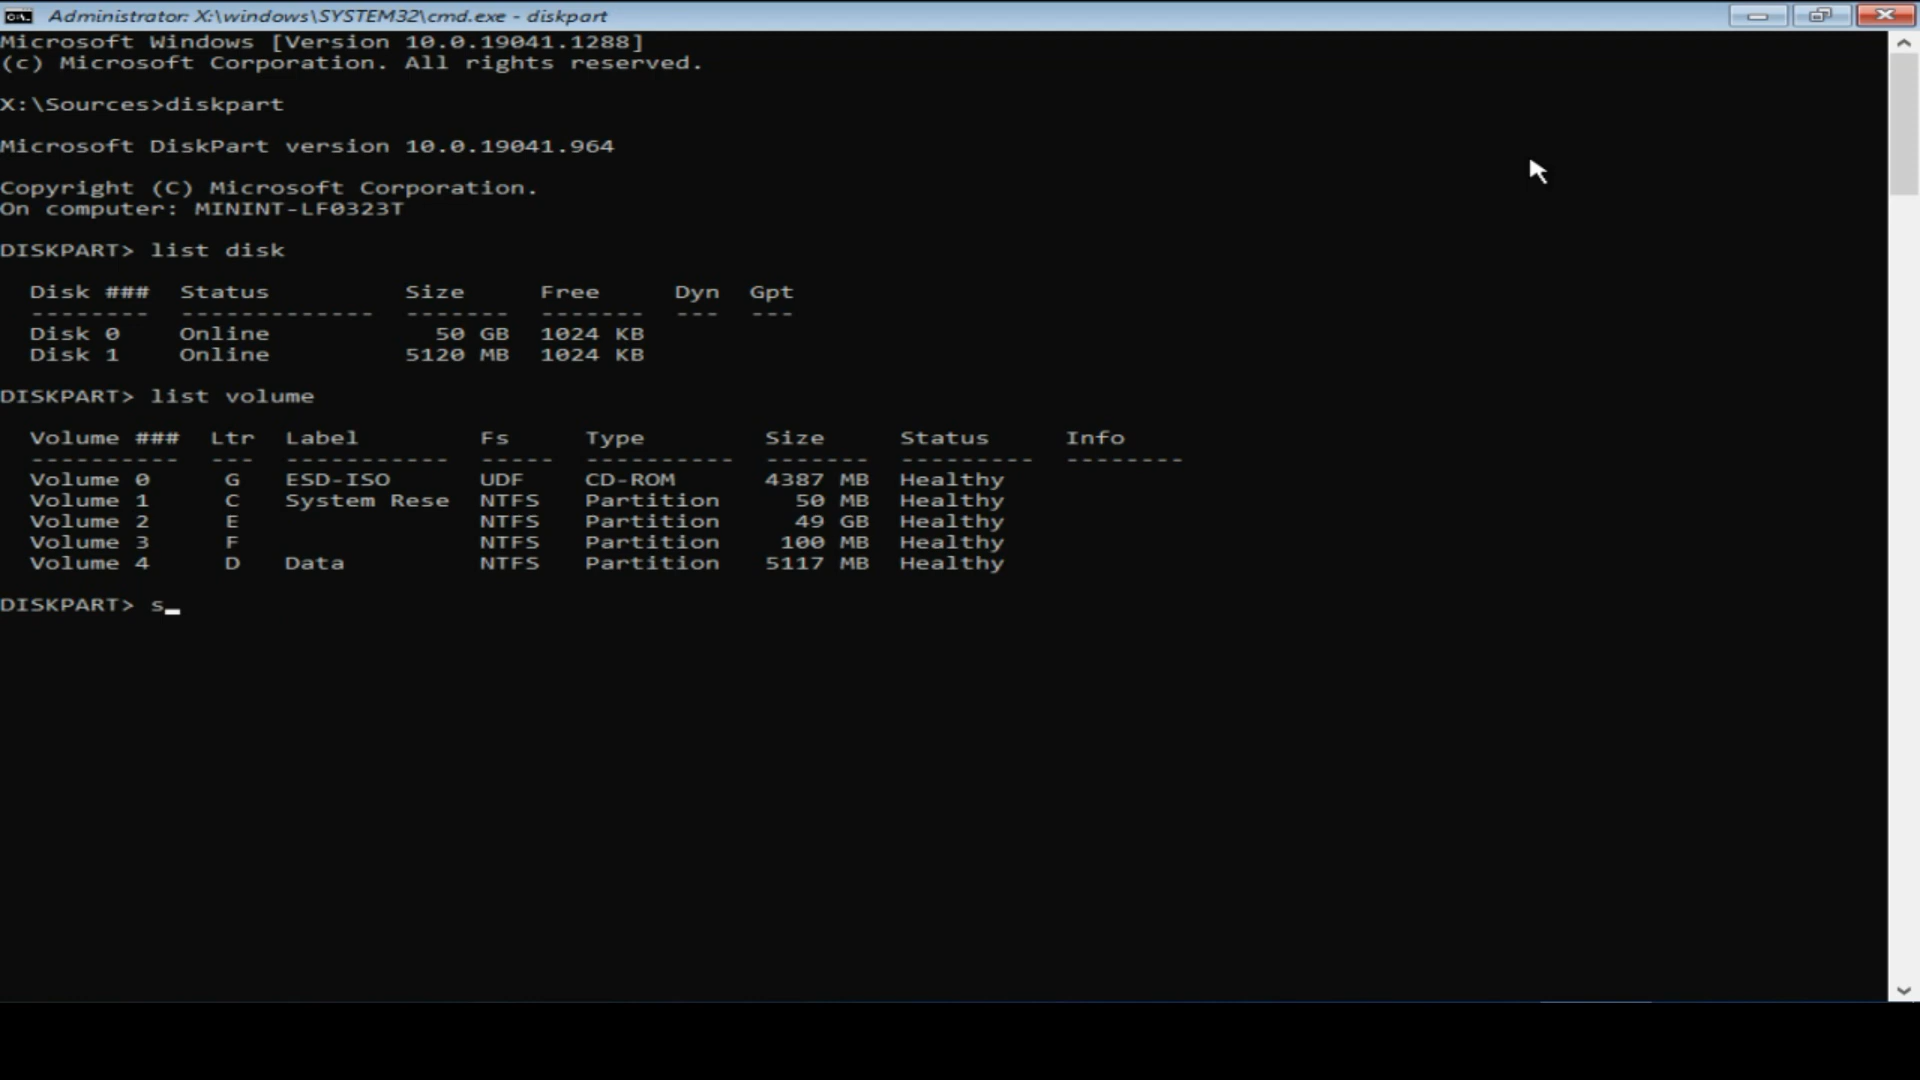 Administrator: X:\windows\SYSTEM32\cmd.exe - diskpart
Microsoft Windows [Version 10.0.19041.1288]
(c) Microsoft Corporation. All rights reserved.
X:\Sources>diskpart
Microsoft DiskPart version 10.0.19041.964
Copyright (C) Microsoft Corporation.
On computer: MININT-LF0323T
DISKPART> list disk
  Disk ###  Status         Size     Free     Dyn  Gpt
  --------  -------------  -------  -------  ---  ---
  Disk 0    Online           50 GB  1024 KB
  Disk 1    Online         5120 MB  1024 KB
DISKPART> list volume
  Volume ###  Ltr  Label        Fs     Type        Size     Status     Info
  ----------  ---  -----------  -----  ----------  -------  ---------  --------
  Volume 0     G   ESD-ISO      UDF    CD-ROM      4387 MB  Healthy
  Volume 1     C   System Rese  NTFS   Partition     50 MB  Healthy
  Volume 2     E                NTFS   Partition     49 GB  Healthy
  Volume 3     F                NTFS   Partition    100 MB  Healthy
  Volume 4     D   Data         NTFS   Partition   5117 MB  Healthy
DISKPART> s_